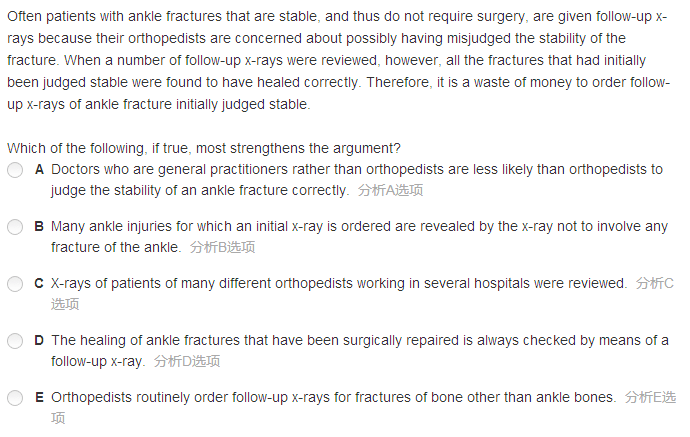 Often patients with ankle fractures that are stable, and thus do not require surgery, are given follow-up x-
rays because their orthopedists are concerned about possibly having misjudged the stability of the
fracture. When a number of follow-up x-rays were reviewed, however, all the fractures that had initially
been judged stable were found to have healed correctly. Therefore, it is a waste of money to order follow-
up x-rays of ankle fracture initially judged stable.
Which of the following, if true, most strengthens the argument?
A Doctors who are general practitioners rather than orthopedists are less likely than orthopedists to
judge the stability of an ankle fracture correctly. 分析A选项
B Many ankle injuries for which an initial x-ray is ordered are revealed by the x-ray not to involve any
fracture of the ankle. 分析B选项
C X-rays of patients of many different orthopedists working in several hospitals were reviewed. 分析C
选项
D The healing of ankle fractures that have been surgically repaired is always checked by means of a
follow-up x-ray. 分析D选项
E Orthopedists routinely order follow-up x-rays for fractures of bone other than ankle bones. 分析E选
项